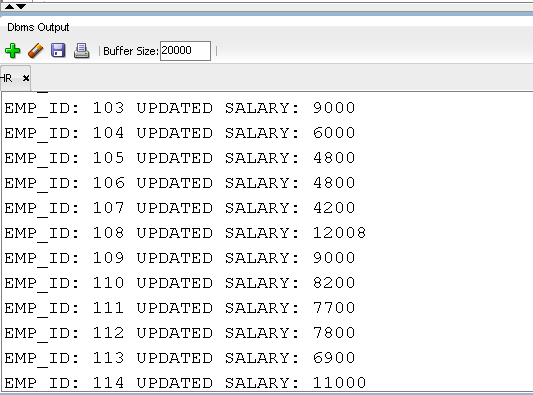 Dbms Output
Buffer Size: 20000
HR
EMP_ID: 103 UPDATED SALARY: 9000
EMP_ID: 104 UPDATED SALARY: 6000
EMP_ID: 105 UPDATED SALARY: 4800
EMP_ID: 106 UPDATED SALARY: 4800
EMP_ID: 107 UPDATED SALARY: 4200
EMP_ID: 108 UPDATED SALARY: 12008
EMP_ID: 109 UPDATED SALARY: 9000
EMP_ID: 110 UPDATED SALARY: 8200
EMP_ID: 111 UPDATED SALARY: 7700
EMP_ID: 112 UPDATED SALARY: 7800
EMP_ID: 113 UPDATED SALARY: 6900
EMP_ID: 114 UPDATED SALARY: 11000